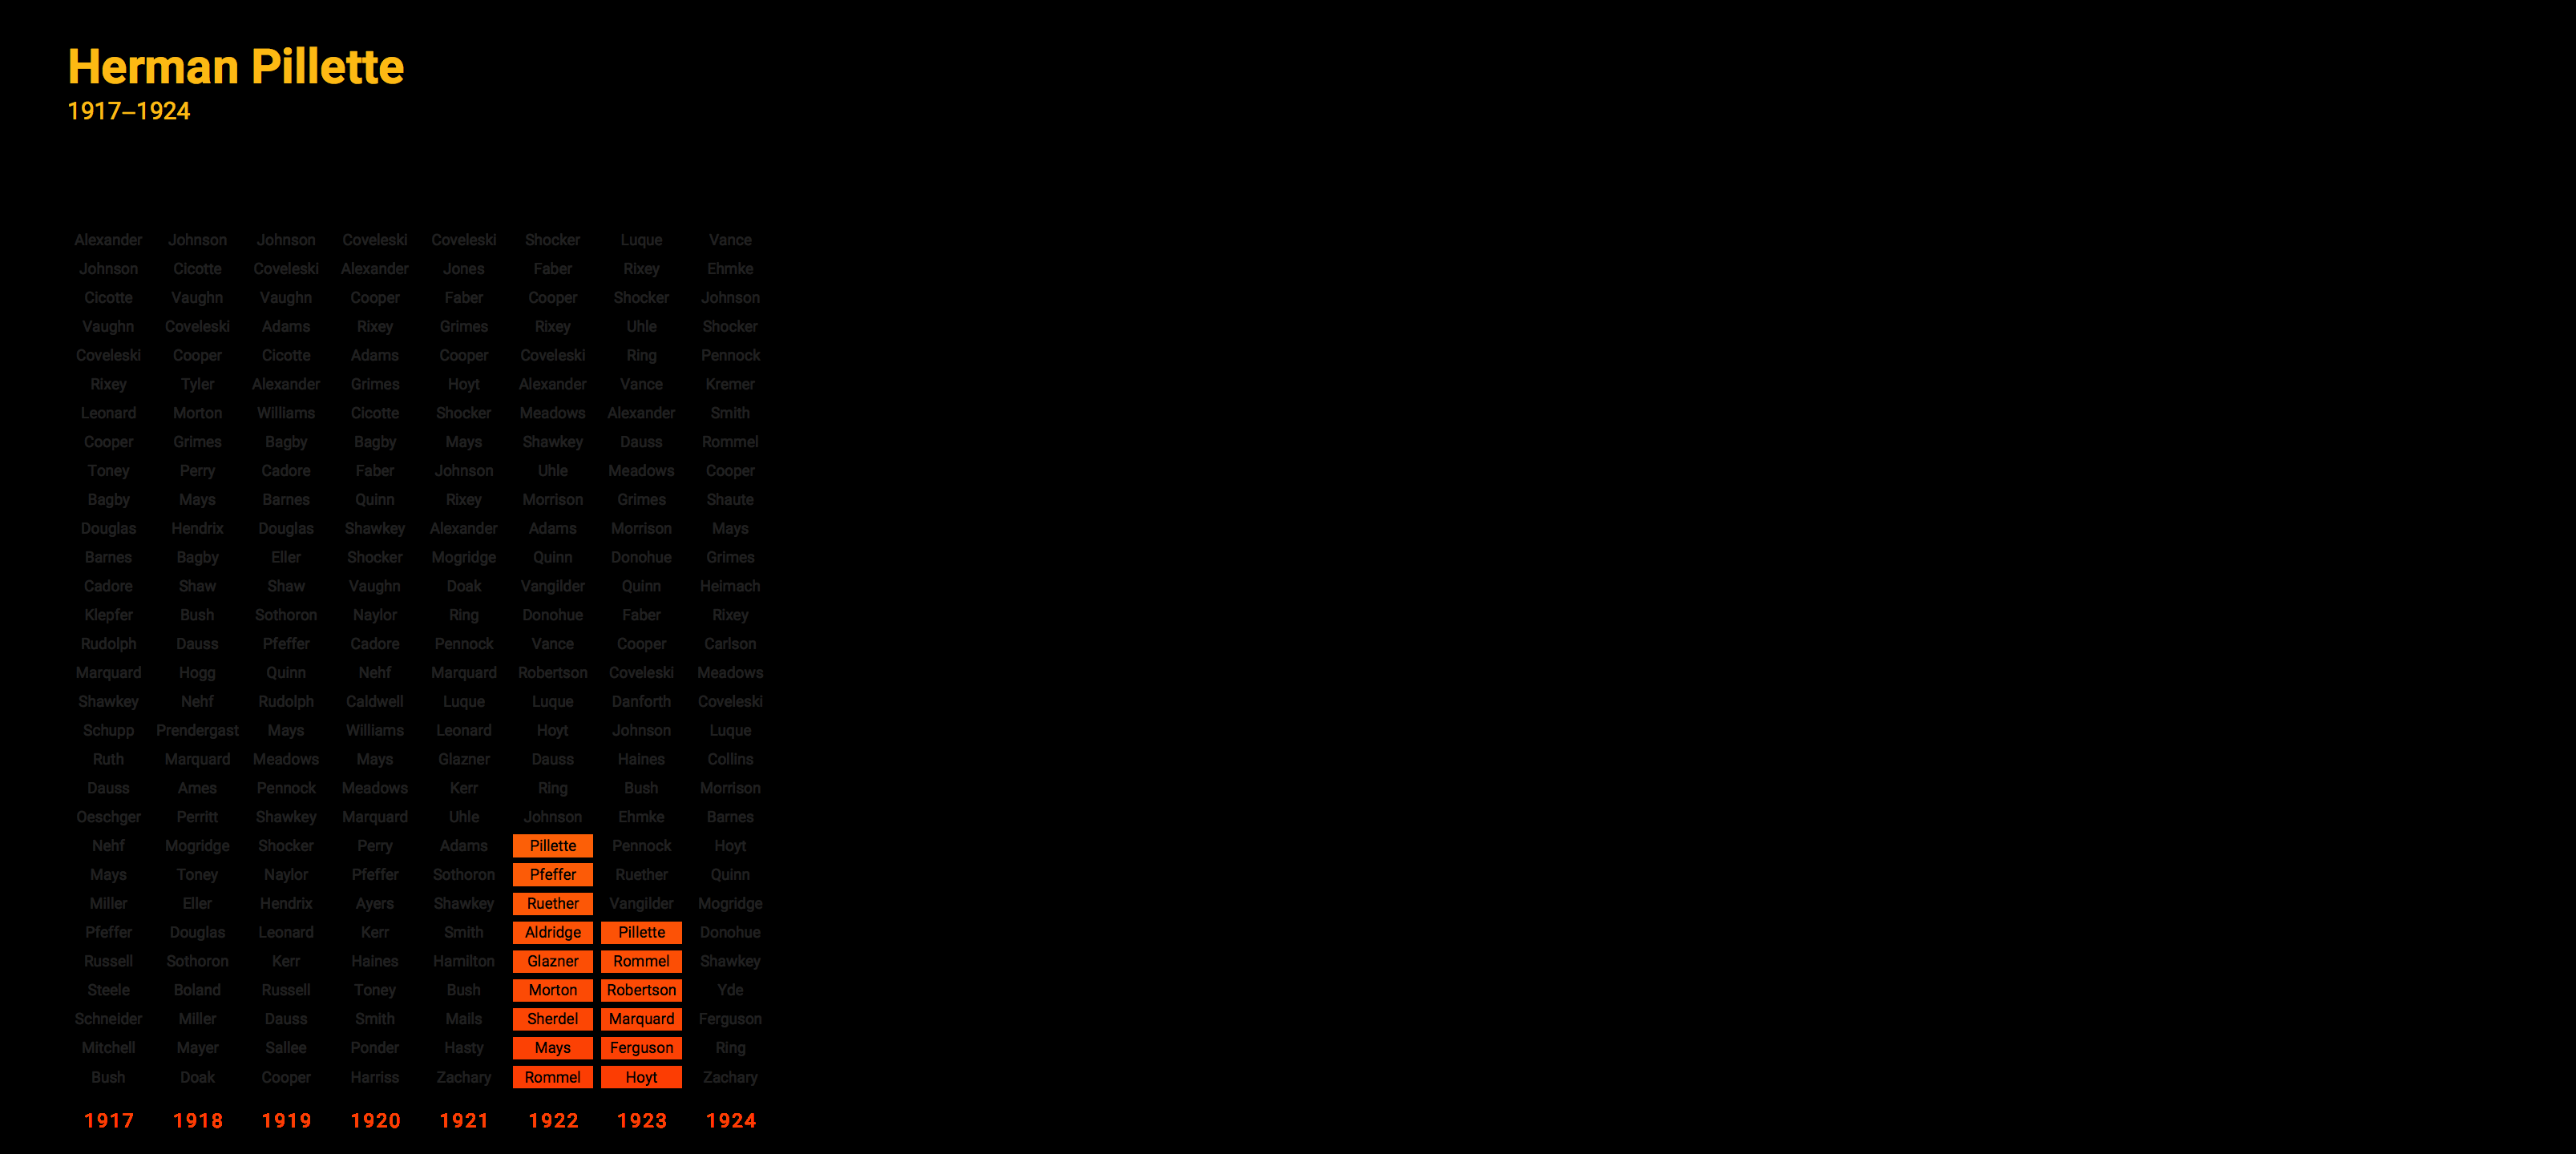 Herman Pillette
1917–1924
Alexander Johnson Johnson Coveleski Coveleski Shocker Luque Vance
Johnson Cicotte Coveleski Alexander Jones Faber Rixey Ehmke
Cicotte Vaughn Vaughn Cooper Faber Cooper Shocker Johnson
Vaughn Coveleski Adams Rixey Grimes Rixey Uhle Shocker
Coveleski Cooper Cicotte Adams Cooper Coveleski Ring Pennock
Rixey Tyler Alexander Grimes Hoyt Alexander Vance Kremer
Leonard Morton Williams Cicotte Shocker Meadows Alexander Smith
Cooper Grimes Bagby Bagby Mays Shawkey Dauss Rommel
Toney Perry Cadore Faber Johnson Uhle Meadows Cooper
Bagby Mays Barnes Quinn Rixey Morrison Grimes Shaute
Douglas Hendrix Douglas Shawkey Alexander Adams Morrison Mays
Barnes Bagby Eller Shocker Mogridge Quinn Donohue Grimes
Cadore Shaw Shaw Vaughn Doak Vangilder Quinn Heimach
Klepfer Bush Sothoron Naylor Ring Donohue Faber Rixey
Rudolph Dauss Pfeffer Cadore Pennock Vance Cooper Carlson
Marquard Hogg Quinn Nehf Marquard Robertson Coveleski Meadows
Shawkey Nehf Rudolph Caldwell Luque Luque Danforth Coveleski
Schupp Prendergast Mays Williams Leonard Hoyt Johnson Luque
Ruth Marquard Meadows Mays Glazner Dauss Haines Collins
Dauss Ames Pennock Meadows Kerr Ring Bush Morrison
Oeschger Perritt Shawkey Marquard Uhle Johnson Ehmke Barnes
Nehf Mogridge Shocker Perry Adams Pillette Pennock Hoyt
Mays Toney Naylor Pfeffer Sothoron Pfeffer Ruether Quinn
Miller Eller Hendrix Ayers Shawkey Ruether Vangilder Mogridge
Pfeffer Douglas Leonard Kerr Smith Aldridge Pillette Donohue
Russell Sothoron Kerr Haines Hamilton Glazner Rommel Shawkey
Steele Boland Russell Toney Bush Morton Robertson Yde
Schneider Miller Dauss Smith Mails Sherdel Marquard Ferguson
Mitchell Mayer Sallee Ponder Hasty Mays Ferguson Ring
Bush Doak Cooper Harriss Zachary Rommel Hoyt Zachary
1917 1918 1919 1920 1921 1922 1923 1924